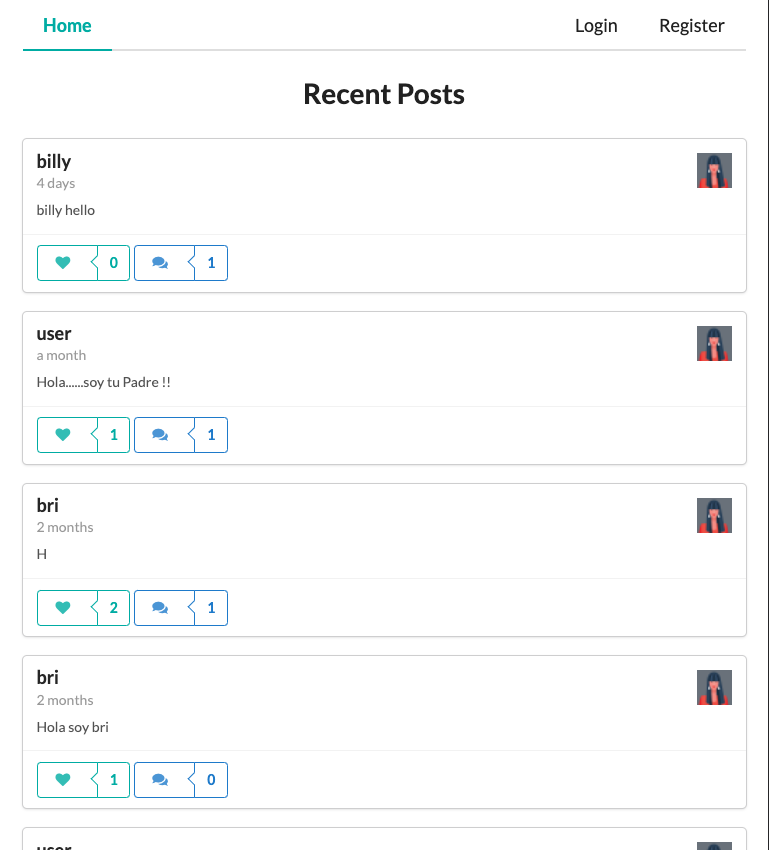 Home Login Register
Recent Posts
billy
4 days
billy hello
0 1
user
a month
Hola......soy tu Padre !!
1 1
bri
2 months
H
2 1
bri
2 months
Hola soy bri
1 0
user